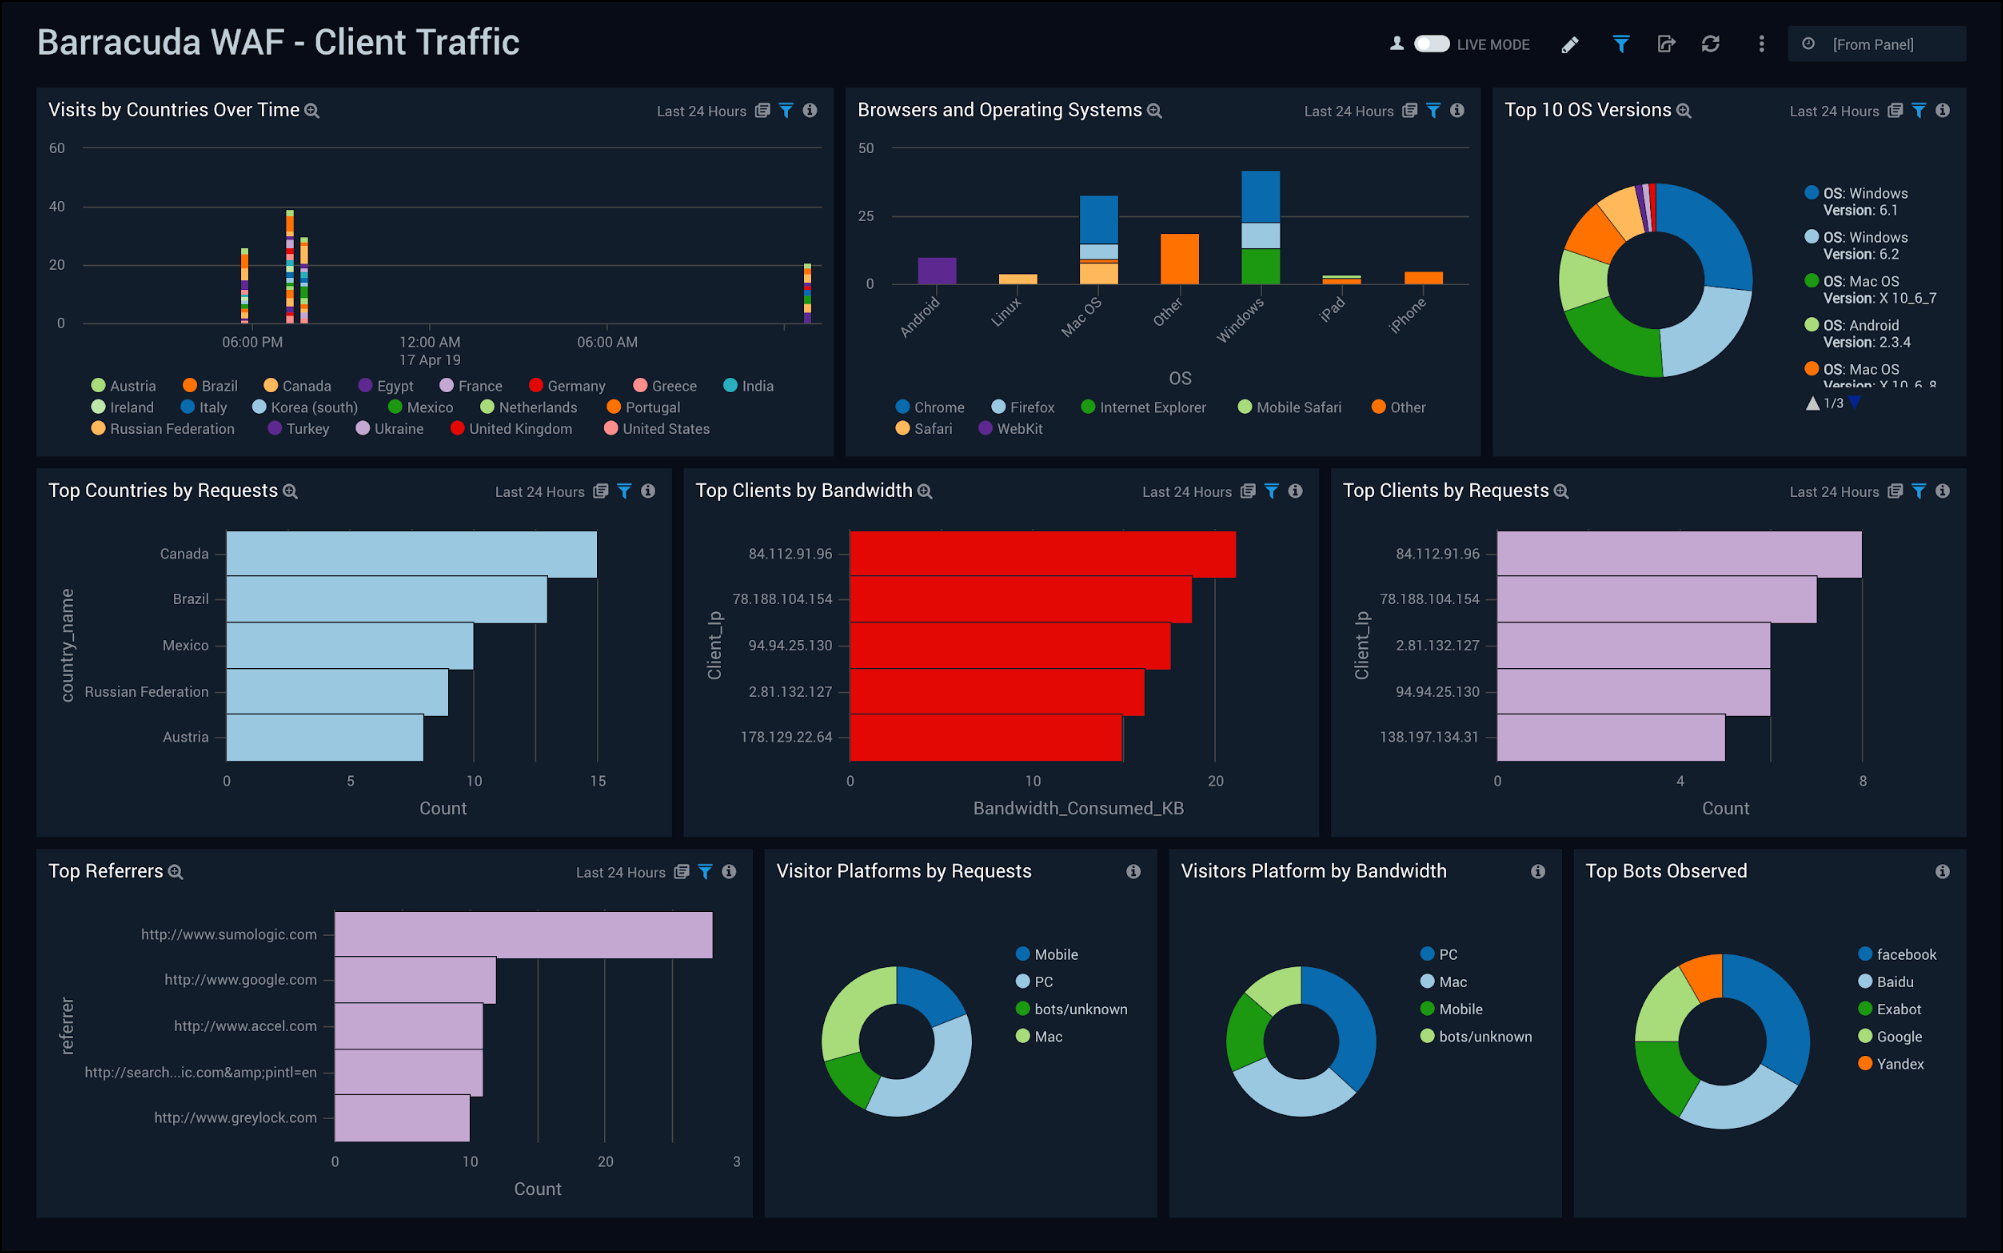 Barracuda WAF - Client Traffic
LIVE MODE
[From Panel]
Visits by Countries Over Time
Last 24 Hours
60
40
20
0
06:00 PM
12:00 AM
17 Apr 19
06:00 AM
Austria Brazil Canada Egypt France Germany Greece India
Ireland Italy Korea (south) Mexico Netherlands Portugal
Russian Federation Turkey Ukraine United Kingdom United States
Browsers and Operating Systems
Last 24 Hours
50
25
0
Android Linux Mac OS Other Windows iPad iPhone
OS
Chrome Firefox Internet Explorer Mobile Safari Other
Safari WebKit
Top 10 OS Versions
Last 24 Hours
OS: Windows
Version: 6.1
OS: Windows
Version: 6.2
OS: Mac OS
Version: X 10_6_7
OS: Android
Version: 2.3.4
OS: Mac OS
Version: X 10_6_8
1/3
Top Countries by Requests
Last 24 Hours
country_name
Canada
Brazil
Mexico
Russian Federation
Austria
0 5 10 15
Count
Top Clients by Bandwidth
Last 24 Hours
Client_Ip
84.112.91.96
78.188.104.154
94.94.25.130
2.81.132.127
178.129.22.64
0 10 20
Bandwidth_Consumed_KB
Top Clients by Requests
Last 24 Hours
Client_Ip
84.112.91.96
78.188.104.154
2.81.132.127
94.94.25.130
138.197.134.31
0 4 8
Count
Top Referrers
Last 24 Hours
referrer
http://www.sumologic.com
http://www.google.com
http://www.accel.com
http://search...ic.com&amp;pintl=en
http://www.greylock.com
0 10 20 3
Count
Visitor Platforms by Requests
Mobile
PC
bots/unknown
Mac
Visitors Platform by Bandwidth
PC
Mac
Mobile
bots/unknown
Top Bots Observed
facebook
Baidu
Exabot
Google
Yandex